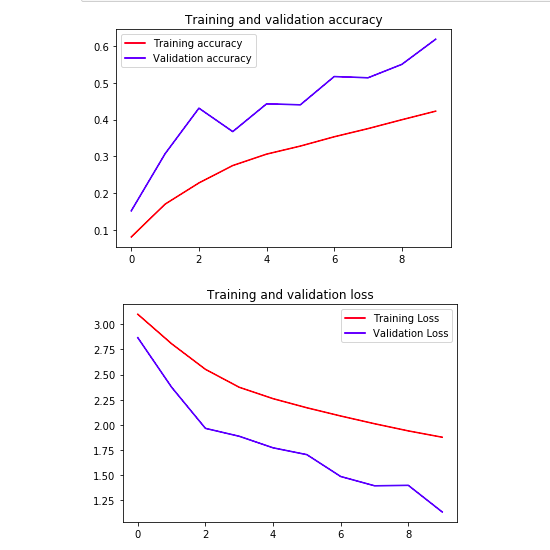 Training and validation accuracy
Training accuracy
Validation accuracy
0.6
0.5
0.4
0.3
0.2
0.1
0 2 4 6 8
Training and validation loss
Training Loss
Validation Loss
3.00
2.75
2.50
2.25
2.00
1.75
1.50
1.25
0 2 4 6 8